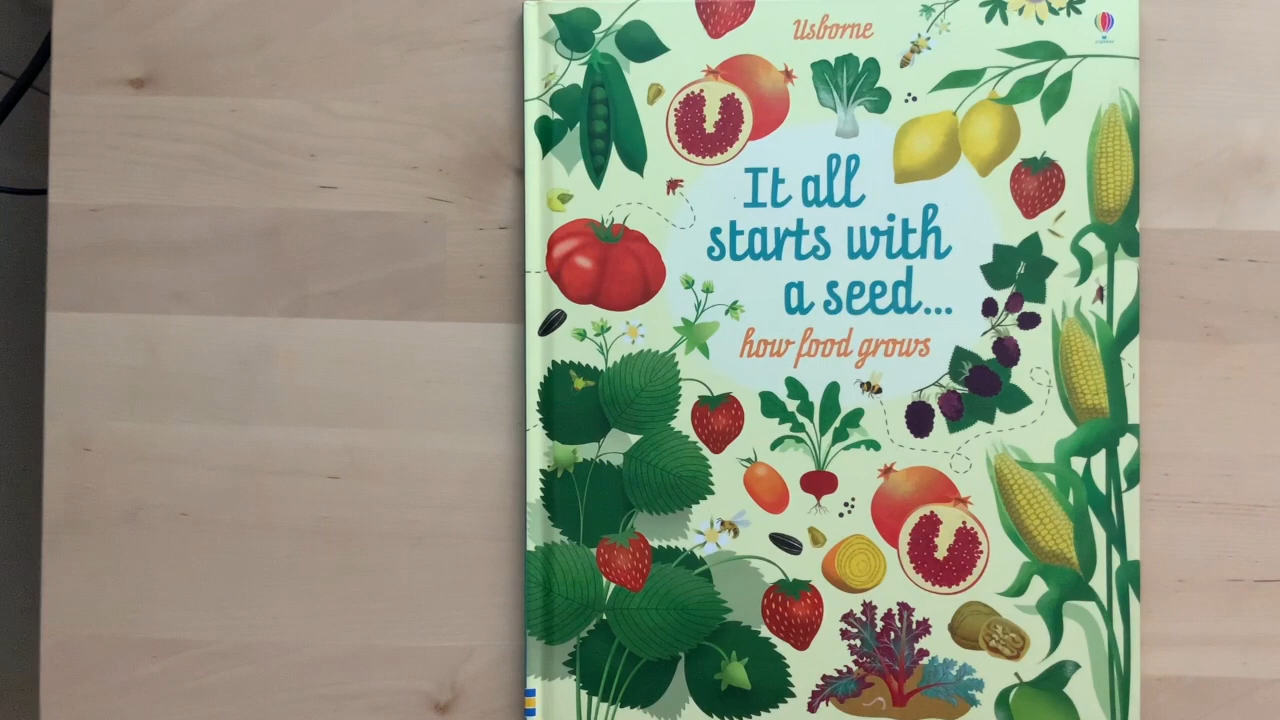 Usborne
It all
starts with
a seed...
how food grows